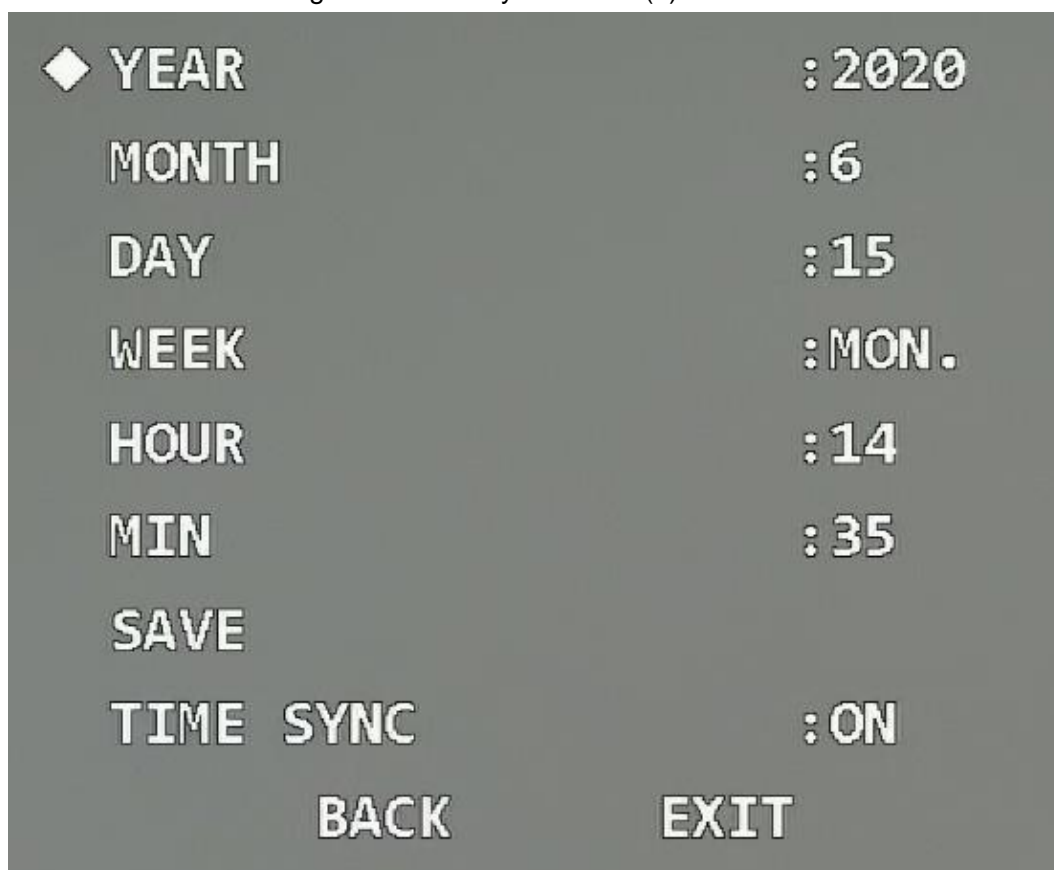 ◆ YEAR :2020
MONTH :6
DAY :15
WEEK :MON.
HOUR :14
MIN :35
SAVE
TIME SYNC :ON
BACK EXIT